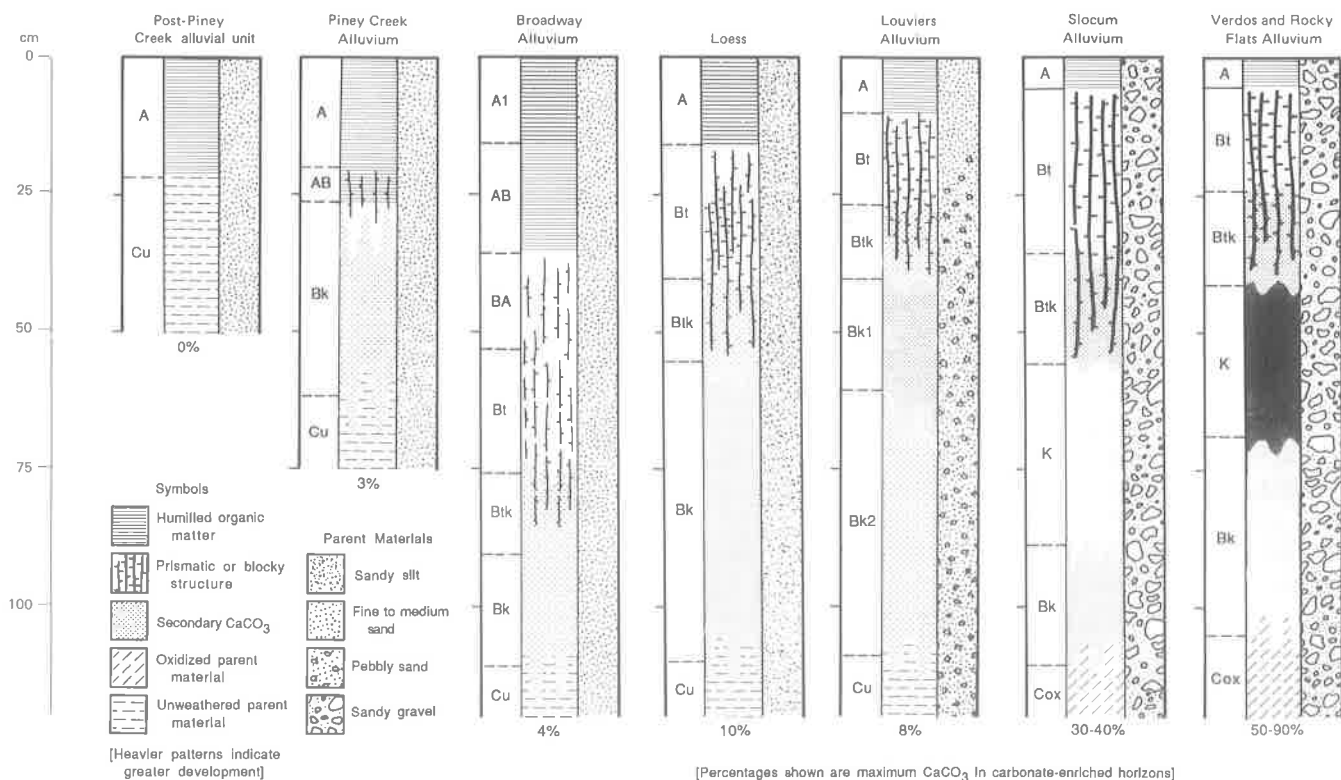 cm
0
25
50
75
100
Post-Piney
Creek alluvial unit
A
Cu
0%
Piney Creek
Alluvium
A
AB
Bk
Cu
3%
Broadway
Alluvium
A1
AB
BA
Bt
Btk
Bk
Cu
4%
Loess
A
Bt
Btk
Bk
Cu
10%
Louviers
Alluvium
A
Bt
Btk
Bk1
Bk2
Cu
8%
Slocum
Alluvium
A
Bt
Btk
K
Bk
Cox
30-40%
Verdos and Rocky
Flats Alluvium
A
Bt
Btk
K
Bk
Cox
50-90%
Symbols
Humified organic
matter
Prismatic or blocky
structure
Secondary CaCO₃
Oxidized parent
material
Unweathered parent
material
[Heavier patterns indicate
greater development]
Parent Materials
Sandy silt
Fine to medium
sand
Pebbly sand
Sandy gravel
[Percentages shown are maximum CaCO₃ in carbonate-enriched horizons]